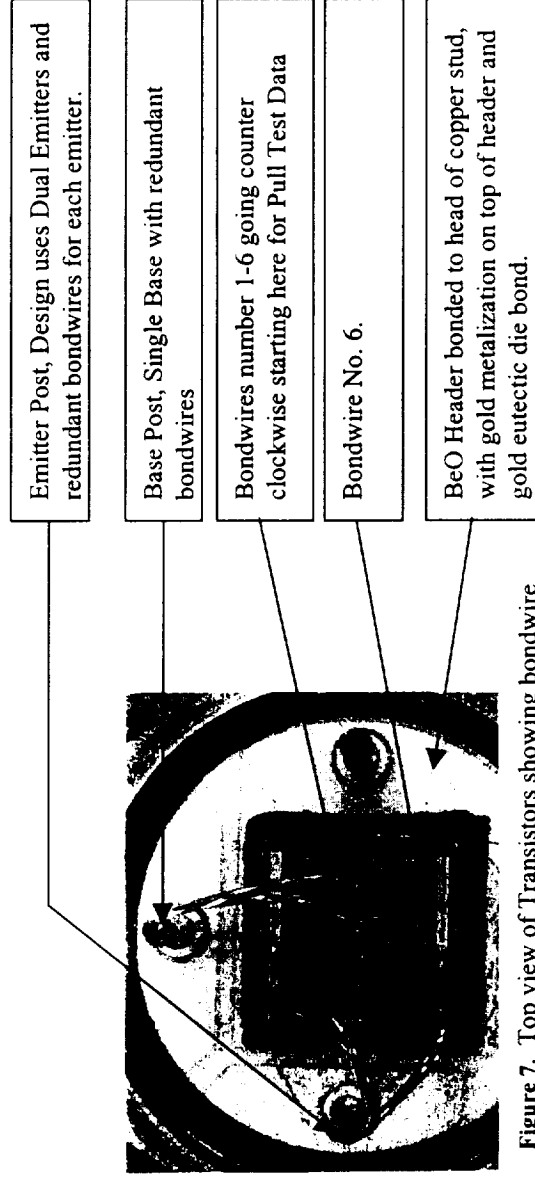 Emitter Post, Design uses Dual Emitters and
redundant bondwires for each emitter.
Base Post, Single Base with redundant
bondwires
Bondwires number 1-6 going counter
clockwise starting here for Pull Test Data
Bondwire No. 6.
BeO Header bonded to head of copper stud,
with gold metalization on top of header and
gold eutectic die bond.
Figure 7. Top view of Transistors showing bondwire